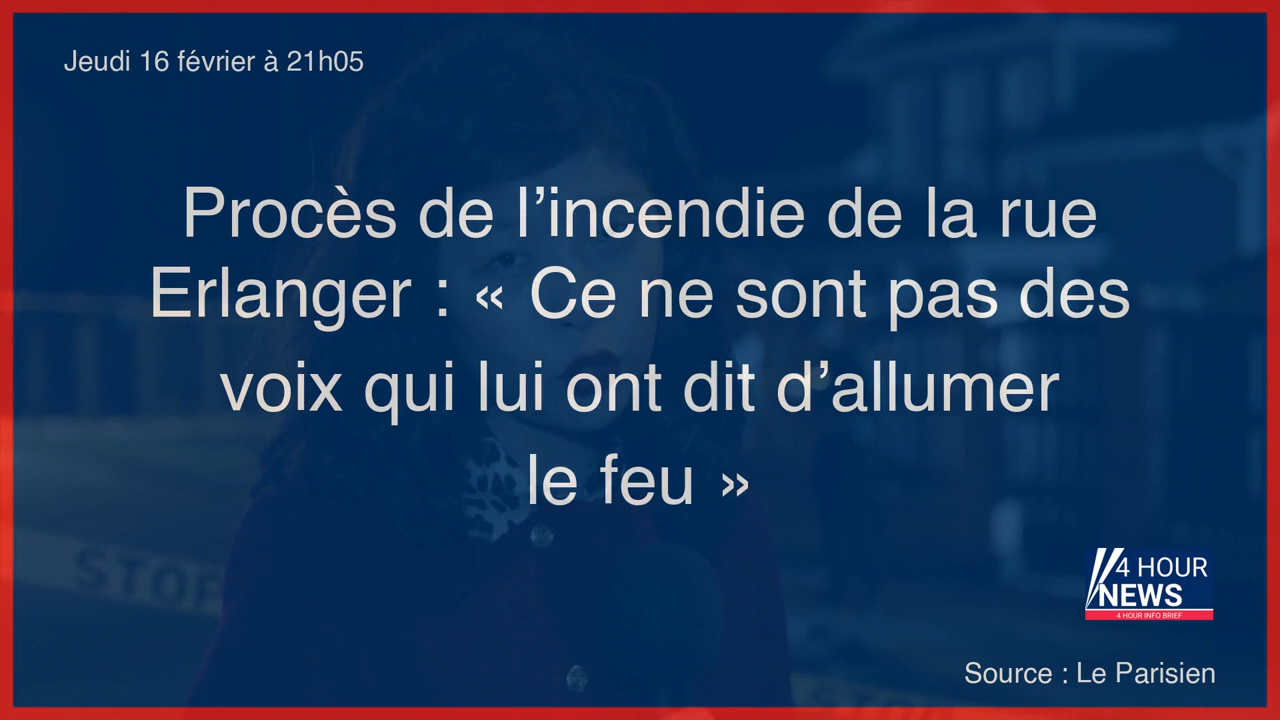 Jeudi 16 février à 21h05
Procès de l’incendie de la rue
Erlanger : « Ce ne sont pas des
voix qui lui ont dit d’allumer
le feu »
STOP
4 HOUR
NEWS
4 HOUR INFO BRIEF
Source : Le Parisien